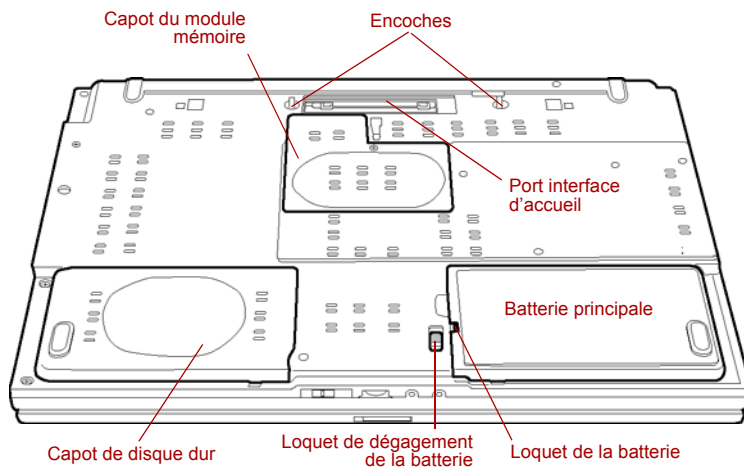 Capot du module
mémoire
Encoches
Port interface
d’accueil
Batterie principale
Capot de disque dur
Loquet de dégagement
de la batterie
Loquet de la batterie